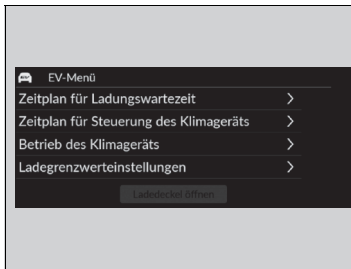 EV-Menü
Zeitplan für Ladungswartezeit
Zeitplan für Steuerung des Klimageräts
Betrieb des Klimageräts
Ladegrenzwerteinstellungen
Ladedeckel öffnen